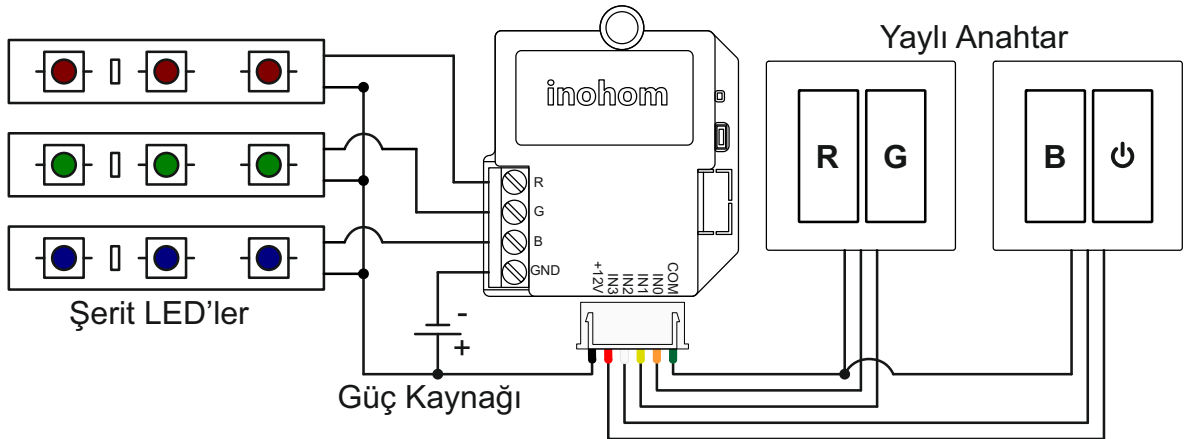 Yaylı Anahtar
inohom
R
G
B
⏻
R
G
B
GND
+12V
IN3
IN2
IN1
IN0
COM
Şerit LED’ler
-
+
Güç Kaynağı